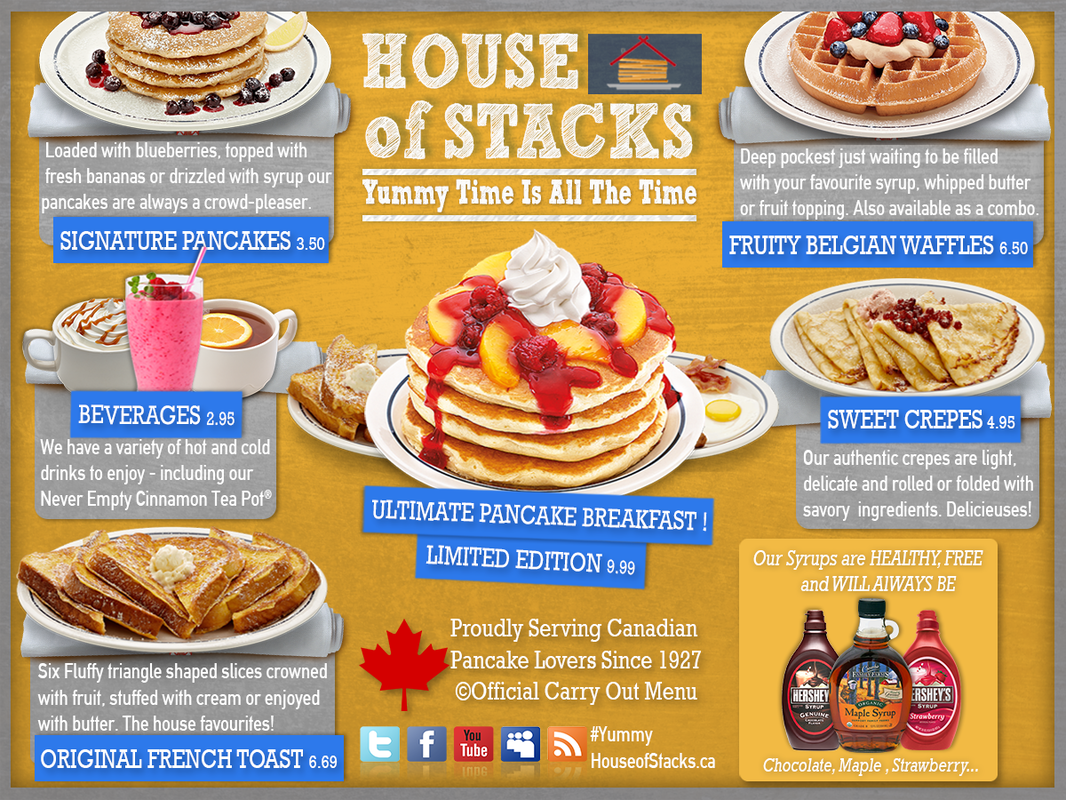 HOUSE
of STACKS
Yummy Time Is All The Time
Loaded with blueberries, topped with
fresh bananas or drizzled with syrup our
pancakes are always a crowd-pleaser.
SIGNATURE PANCAKES 3.50
Deep pockest just waiting to be filled
with your favourite syrup, whipped butter
or fruit topping. Also available as a combo.
FRUITY BELGIAN WAFFLES 6.50
BEVERAGES 2.95
We have a variety of hot and cold
drinks to enjoy - including our
Never Empty Cinnamon Tea Pot®
SWEET CREPES 4.95
Our authentic crepes are light,
delicate and rolled or folded with
savory ingredients. Delicieuses!
ULTIMATE PANCAKE BREAKFAST !
LIMITED EDITION 9.99
Six Fluffy triangle shaped slices crowned
with fruit, stuffed with cream or enjoyed
with butter. The house favourites!
ORIGINAL FRENCH TOAST 6.69
Proudly Serving Canadian
Pancake Lovers Since 1927
©Official Carry Out Menu
You
Tube
#Yummy
HouseofStacks.ca
Our Syrups are HEALTHY, FREE
and WILL AlWAYS BE
HERSHEY
SYRUP
GENUINE
FAMILY FARMS
ORGANIC
Maple Syrup
HERSHEY'S
SYRUP
Strawberry
Chocolate, Maple , Strawberry...